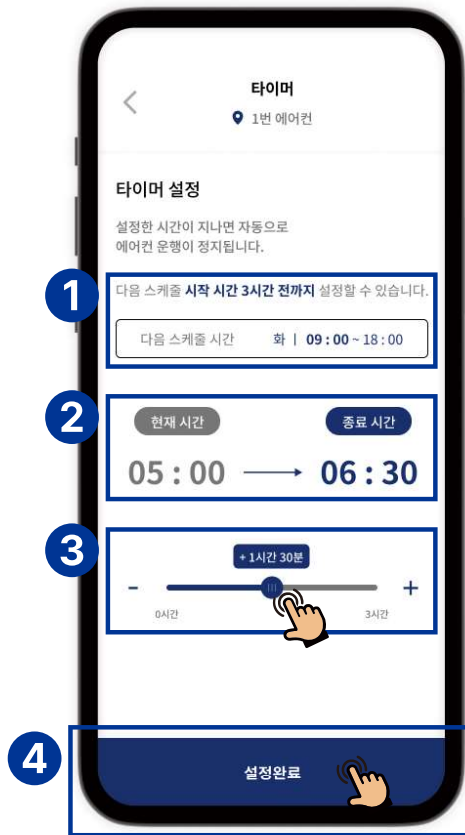 타이머
1번 에어컨
타이머 설정
설정한 시간이 지나면 자동으로
에어컨 운행이 정지됩니다.
1
다음 스케줄 시작 시간 3시간 전까지 설정할 수 있습니다.
다음 스케줄 시간 화 | 09 : 00 ~ 18 : 00
2
현재 시간 종료 시간
05 : 00 → 06 : 30
3
+ 1시간 30분
- +
0시간 3시간
4
설정완료